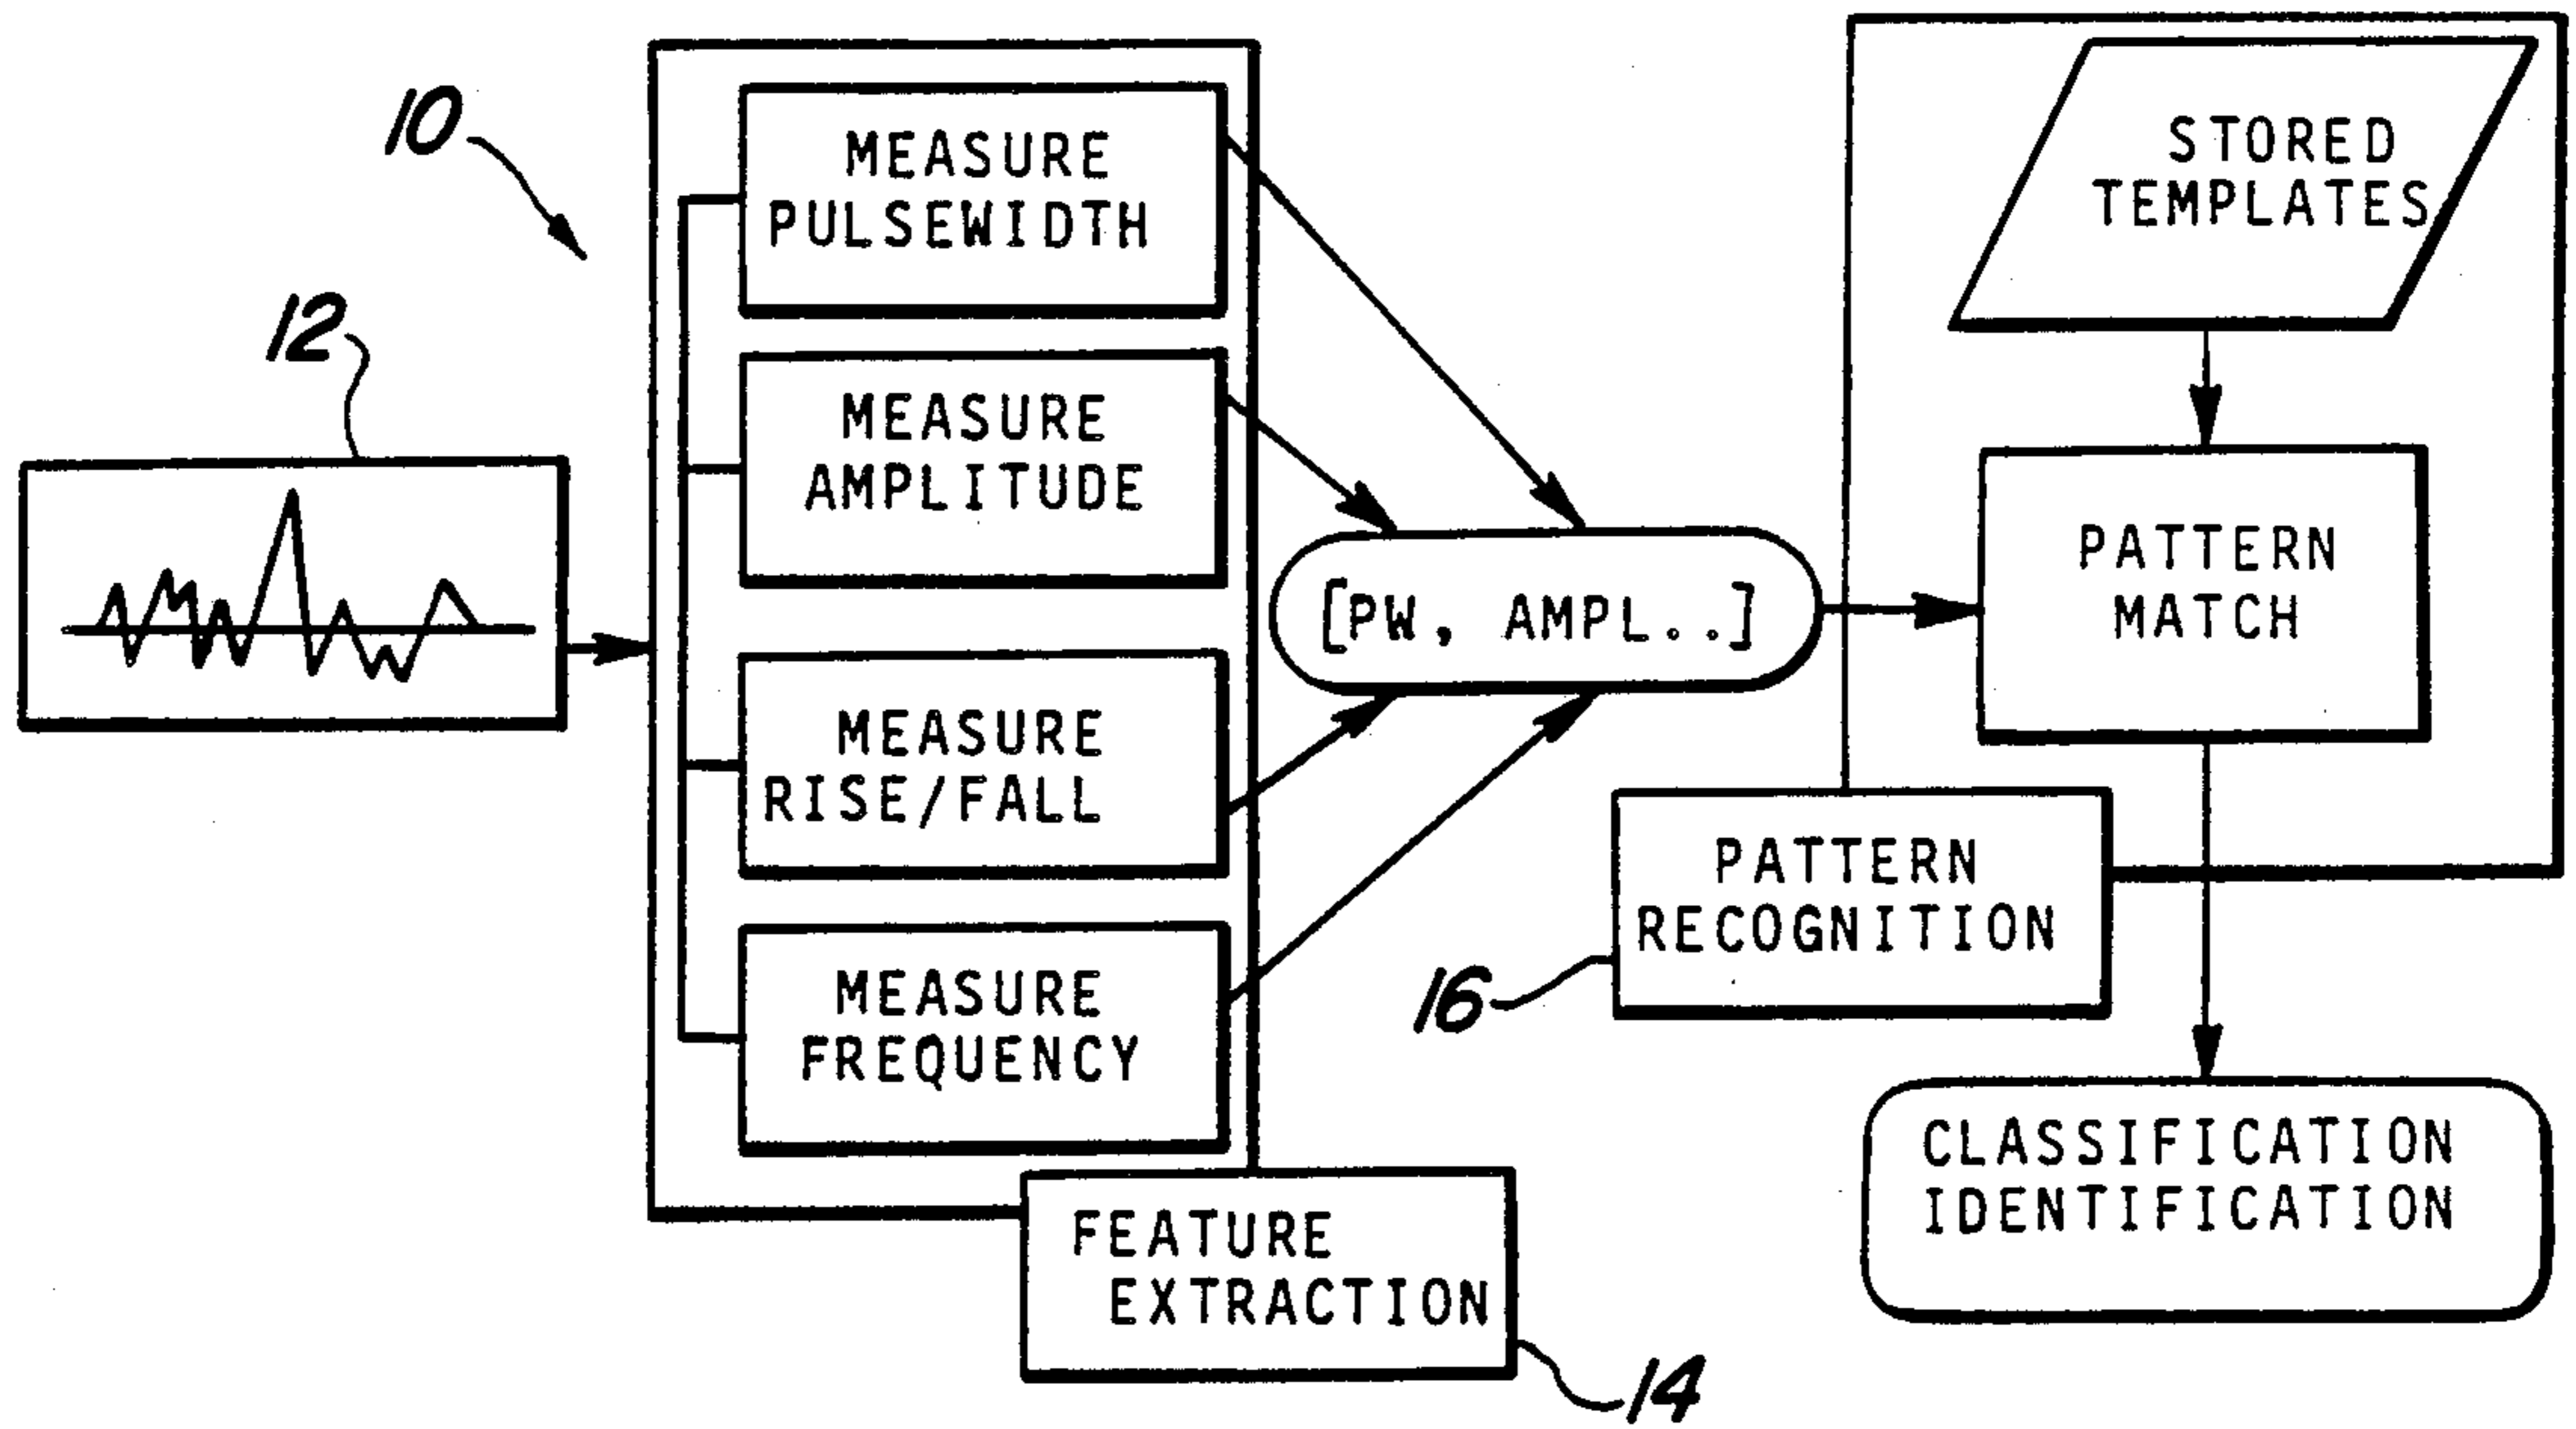 10
12
MEASURE
PULSEWIDTH
MEASURE
AMPLITUDE
MEASURE
RISE/FALL
MEASURE
FREQUENCY
FEATURE
EXTRACTION
14
[PW, AMPL..]
STORED
TEMPLATES
PATTERN
MATCH
PATTERN
RECOGNITION
16
CLASSIFICATION
IDENTIFICATION